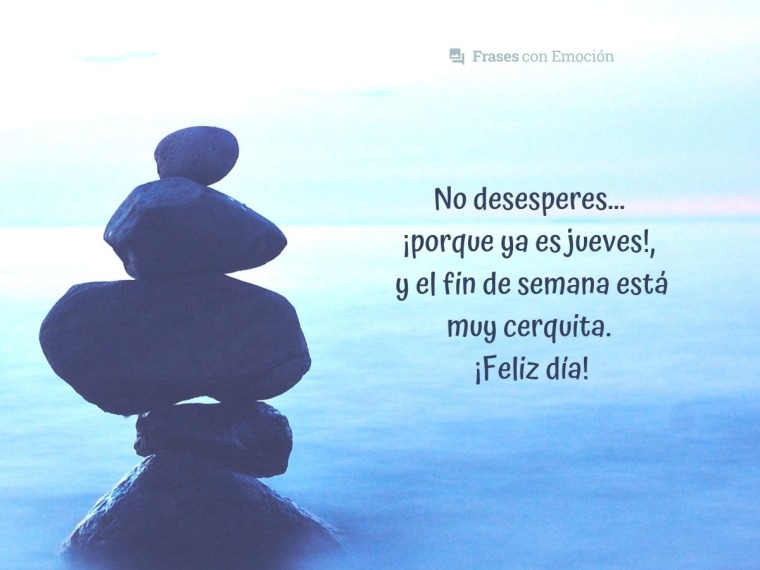 Frases con Emoción
No desesperes...
¡porque ya es jueves!,
y el fin de semana está
muy cerquita.
¡Feliz día!